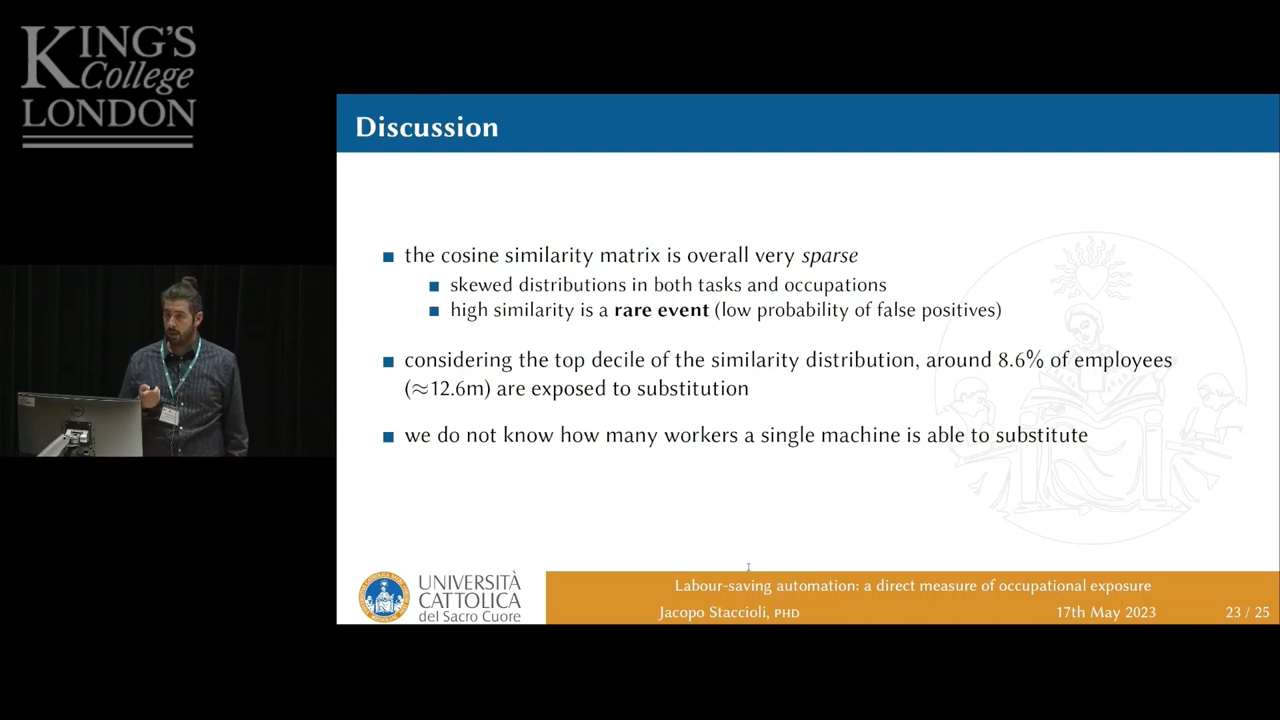 KING'S
College
LONDON
Discussion
the cosine similarity matrix is overall very sparse
skewed distributions in both tasks and occupations
high similarity is a rare event (low probability of false positives)
considering the top decile of the similarity distribution, around 8.6% of employees
(≈12.6m) are exposed to substitution
we do not know how many workers a single machine is able to substitute
UNIVERSITÀ
CATTOLICA
del Sacro Cuore
Labour-saving automation: a direct measure of occupational exposure
Jacopo Staccioli, PHD 17th May 2023 23 / 25